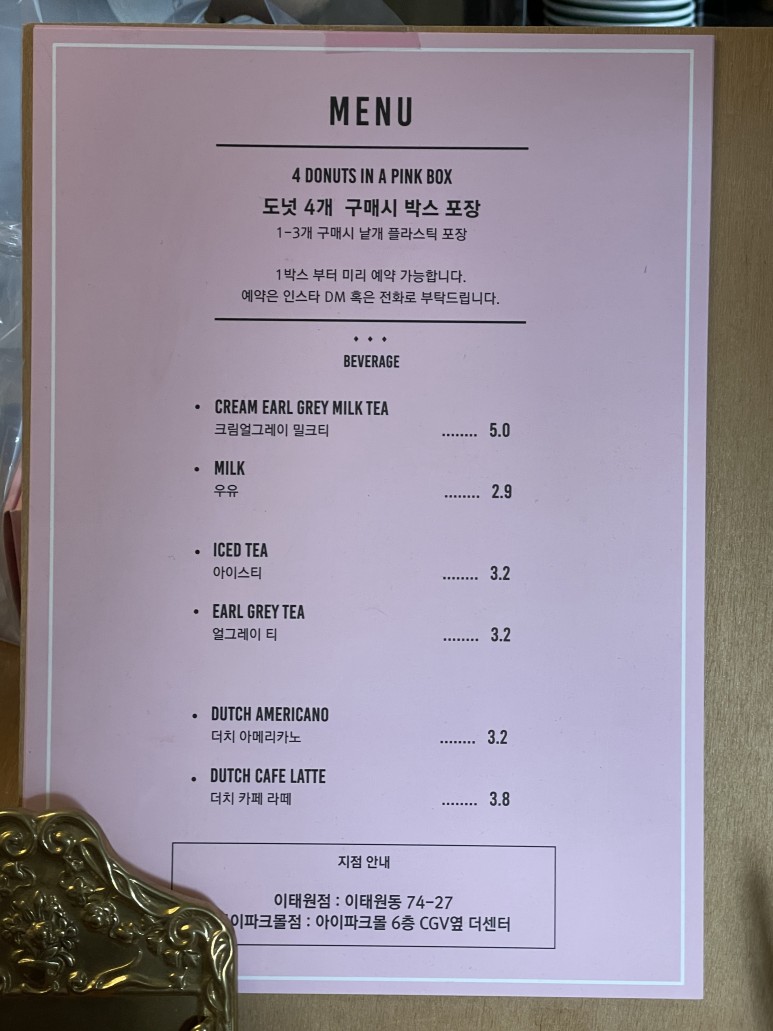 MENU
4 DONUTS IN A PINK BOX
도넛 4개 구매시 박스 포장
1-3개 구매시 낱개 플라스틱 포장
1박스 부터 미리 예약 가능합니다.
예약은 인스타 DM 혹은 전화로 부탁드립니다.
BEVERAGE
• CREAM EARL GREY MILK TEA
크림얼그레이 밀크티 ........ 5.0
• MILK
우유 ........ 2.9
• ICED TEA
아이스티 ........ 3.2
• EARL GREY TEA
얼그레이 티 ........ 3.2
• DUTCH AMERICANO
더치 아메리카노 ........ 3.2
• DUTCH CAFE LATTE
더치 카페 라떼 ........ 3.8
지점 안내
이태원점 : 이태원동 74-27
이파크몰점 : 아이파크몰 6층 CGV옆 더센터